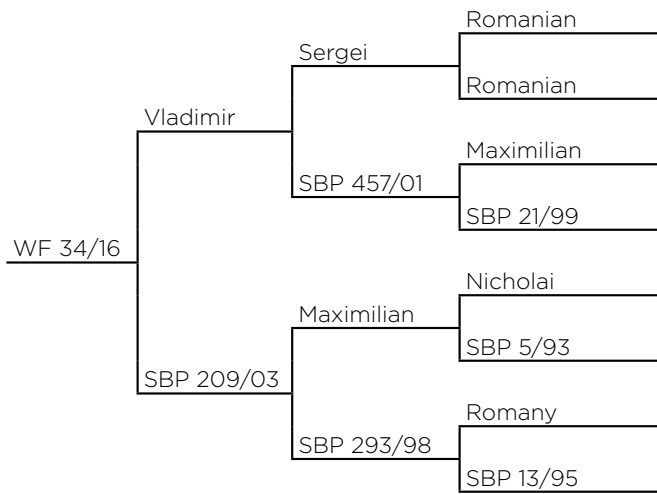 Romanian
Sergei
Romanian
Vladimir
Maximilian
SBP 457/01
SBP 21/99
WF 34/16
Nicholai
Maximilian
SBP 5/93
SBP 209/03
Romany
SBP 293/98
SBP 13/95